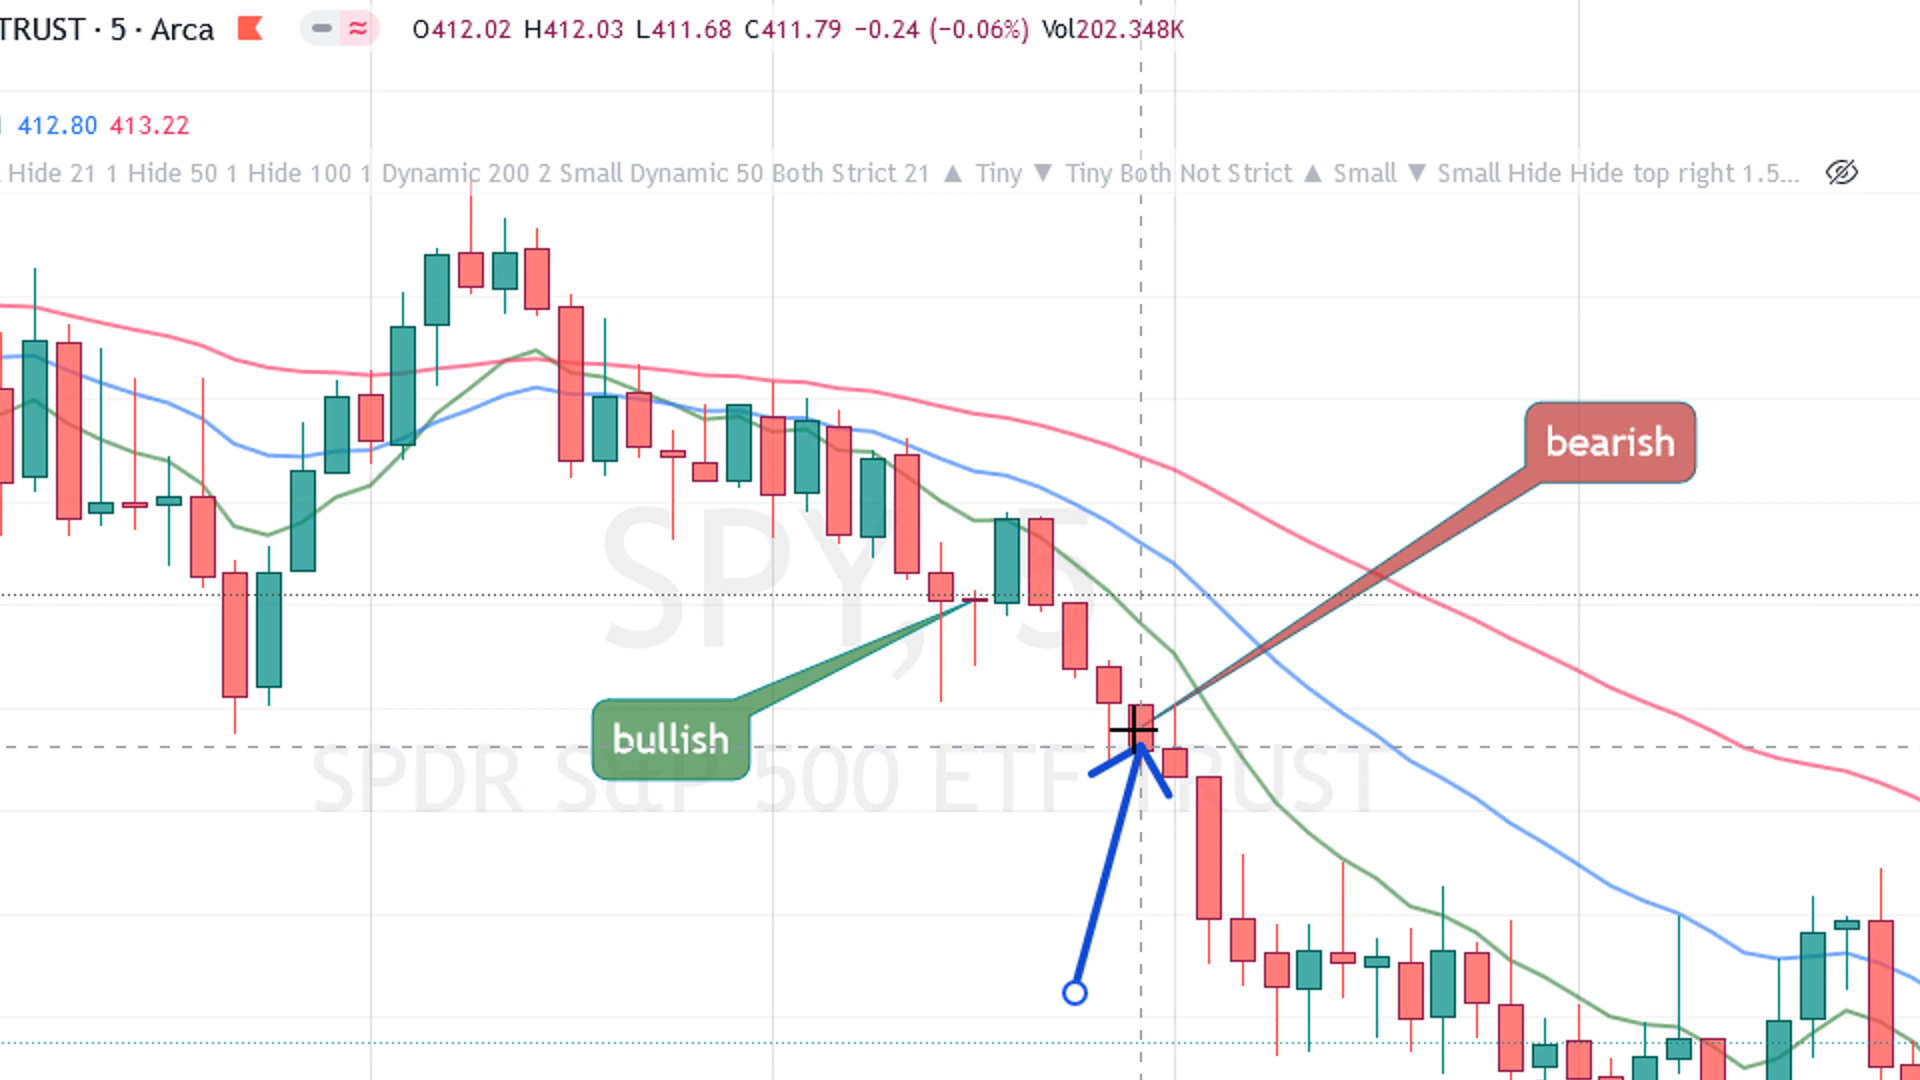 TRUST · 5 · Arca O412.02 H412.03 L411.68 C411.79 −0.24 (−0.06%) Vol202.348K
412.80 413.22
Hide 21 1 Hide 50 1 Hide 100 1 Dynamic 200 2 Small Dynamic 50 Both Strict 21 ▲ Tiny ▼ Tiny Both Not Strict ▲ Small ▼ Small Hide Hide top right 1.5...
bearish
SPY, 5
bullish
SPDR S&P 500 ETF TRUST